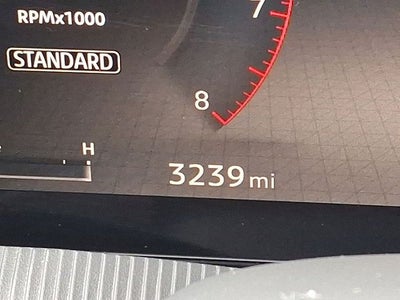 7
RPMx1000
STANDARD
8
H
3239 mi